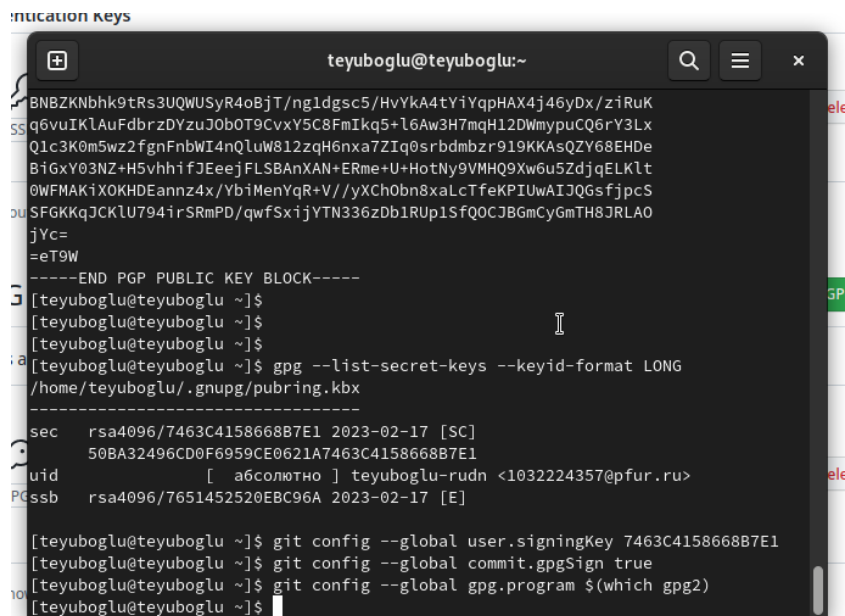 entication Keys
teyuboglu@teyuboglu:~
BNBZKNbhk9tRs3UQWUSyR4oBjT/ng1dgsc5/HvYkA4tYiYqpHAX4j46yDx/ziRuK
q6vuIKlAuFdbrzDYzuJObOT9CvxY5C8FmIkq5+l6Aw3H7mqH12DWmypuCQ6rY3Lx
Q1c3K0m5wz2fgnFnbWI4nQluW812zqH6nxa7ZIq0srbdmbzr919KKAsQZY68EHDe
BiGxY03NZ+H5vhhifJEeejFLSBAnXAN+ERme+U+HotNy9VMHQ9Xw6u5ZdjqELKlt
0WFMAKiXOKHDEannz4x/YbiMenYqR+V//yXChObn8xaLcTfeKPIUwAIJQGsfjpcS
SFGKKqJCKlU794irSRmPD/qwfSxijYTN336zDb1RUp1SfQOCJBGmCyGmTH8JRLAO
jYc=
=eT9W
-----END PGP PUBLIC KEY BLOCK-----
[teyuboglu@teyuboglu ~]$
[teyuboglu@teyuboglu ~]$
[teyuboglu@teyuboglu ~]$
[teyuboglu@teyuboglu ~]$ gpg --list-secret-keys --keyid-format LONG
/home/teyuboglu/.gnupg/pubring.kbx
----------------------------------
sec   rsa4096/7463C4158668B7E1 2023-02-17 [SC]
      50BA32496CD0F6959CE0621A7463C4158668B7E1
uid                 [  абсолютно ] teyuboglu-rudn <1032224357@pfur.ru>
ssb   rsa4096/7651452520EBC96A 2023-02-17 [E]
[teyuboglu@teyuboglu ~]$ git config --global user.signingKey 7463C4158668B7E1
[teyuboglu@teyuboglu ~]$ git config --global commit.gpgSign true
[teyuboglu@teyuboglu ~]$ git config --global gpg.program $(which gpg2)
[teyuboglu@teyuboglu ~]$